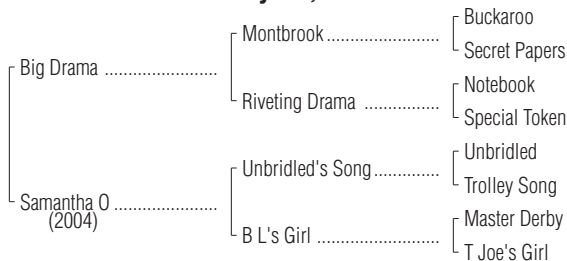 Buckaroo
Montbrook
Secret Papers
Big Drama
Notebook
Riveting Drama
Special Token
Unbridled
Unbridled's Song
Trolley Song
Samantha O
(2004)
Master Derby
B L's Girl
T Joe's Girl